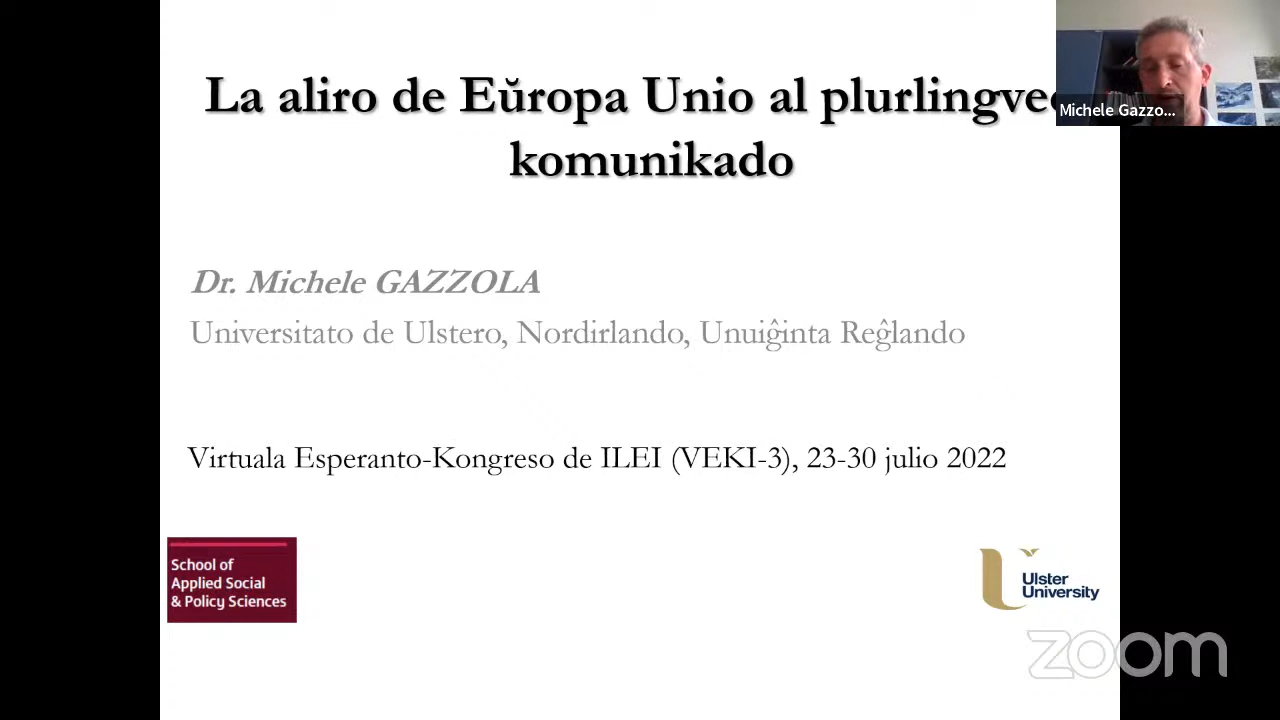 La aliro de Eŭropa Unio al plurlingve
komunikado
Michele Gazzo...
Dr. Michele GAZZOLA
Universitato de Ulstero, Nordirlando, Unuiĝinta Reĝlando
Virtuala Esperanto-Kongreso de ILEI (VEKI-3), 23-30 julio 2022
School of
Applied Social
& Policy Sciences
Ulster
University
zoom